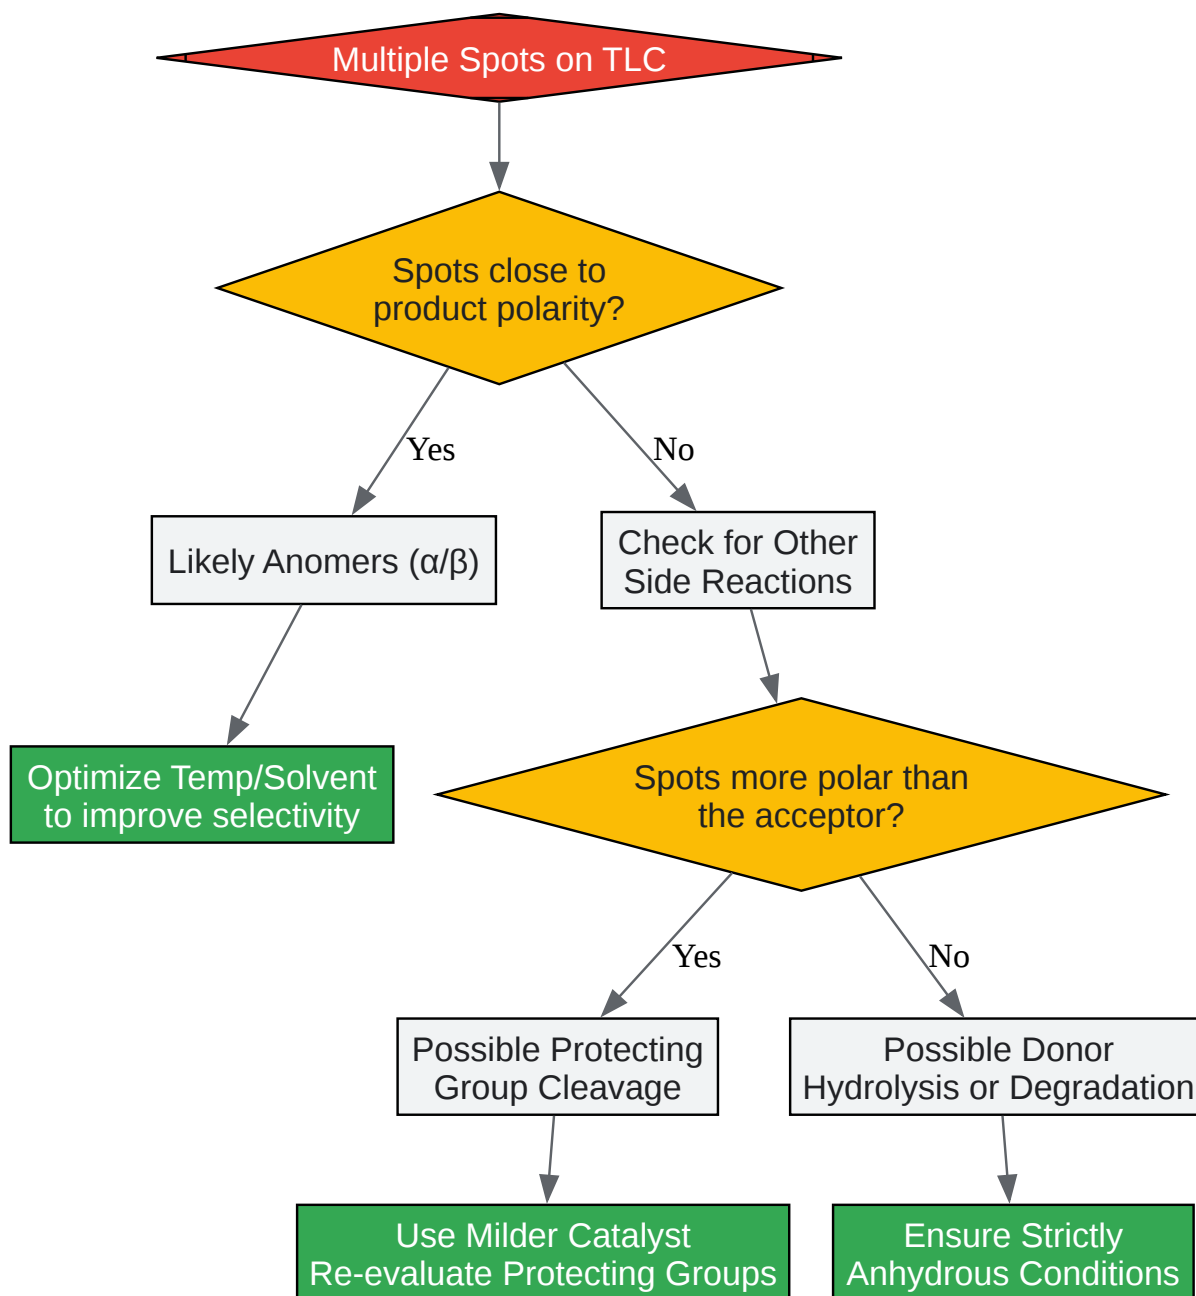 Multiple Spots on TLC
Spots close to
product polarity?
Yes
No
Likely Anomers (α/β)
Check for Other
Side Reactions
Optimize Temp/Solvent
to improve selectivity
Spots more polar than
the acceptor?
Yes
No
Possible Protecting
Group Cleavage
Possible Donor
Hydrolysis or Degradation
Use Milder Catalyst
Re-evaluate Protecting Groups
Ensure Strictly
Anhydrous Conditions